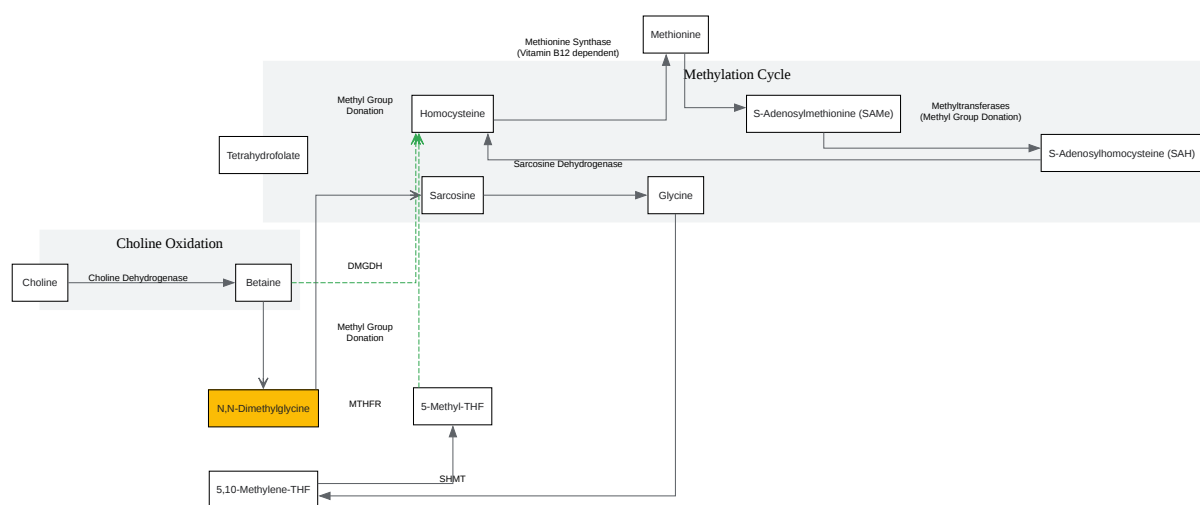 Methionine
Methionine Synthase
(Vitamin B12 dependent)
Methylation Cycle
Methyl Group
Donation
Homocysteine
S-Adenosylmethionine (SAMe)
Methyltransferases
(Methyl Group Donation)
Tetrahydrofolate
S-Adenosylhomocysteine (SAH)
Sarcosine Dehydrogenase
Sarcosine
Glycine
Choline Oxidation
Choline
Choline Dehydrogenase
Betaine
DMGDH
Methyl Group
Donation
N,N-Dimethylglycine
MTHFR
5-Methyl-THF
SHMT
5,10-Methylene-THF